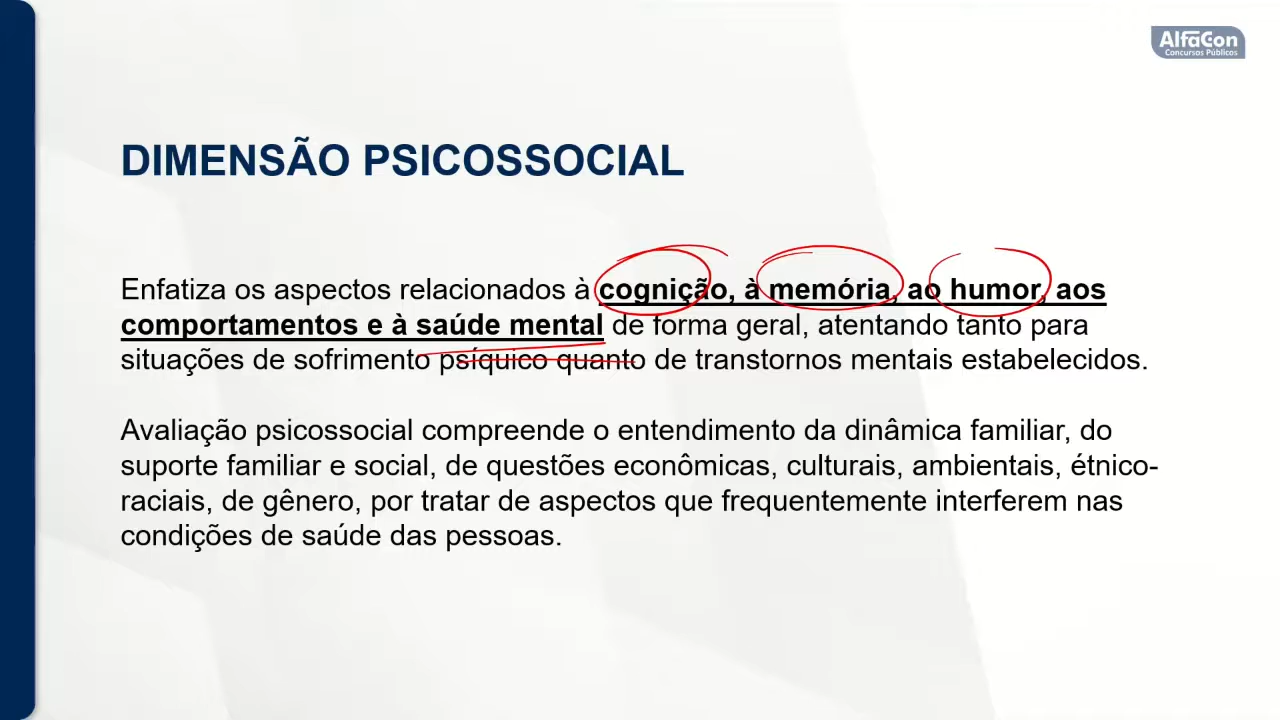 AlfaCon
Concursos Públicos
DIMENSÃO PSICOSSOCIAL
Enfatiza os aspectos relacionados à cognição, à memória, ao humor, aos
comportamentos e à saúde mental de forma geral, atentando tanto para
situações de sofrimento psíquico quanto de transtornos mentais estabelecidos.
Avaliação psicossocial compreende o entendimento da dinâmica familiar, do
suporte familiar e social, de questões econômicas, culturais, ambientais, étnico-
raciais, de gênero, por tratar de aspectos que frequentemente interferem nas
condições de saúde das pessoas.